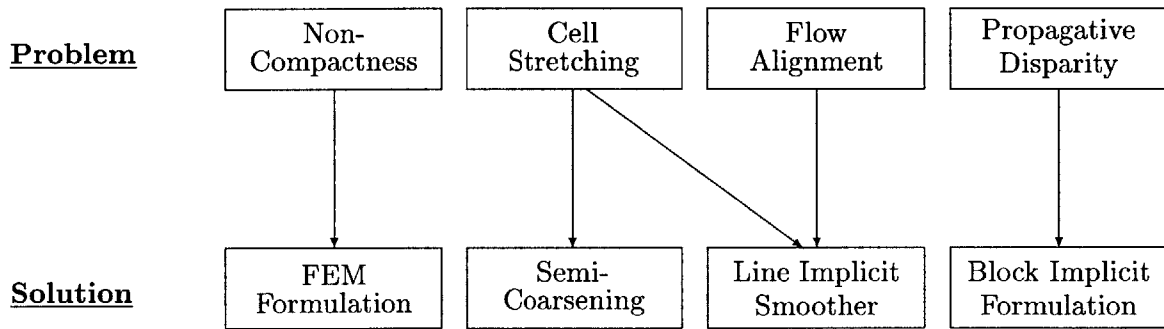 Problem
Non-
Compactness
Cell
Stretching
Flow
Alignment
Propagative
Disparity
Solution
FEM
Formulation
Semi-
Coarsening
Line Implicit
Smoother
Block Implicit
Formulation